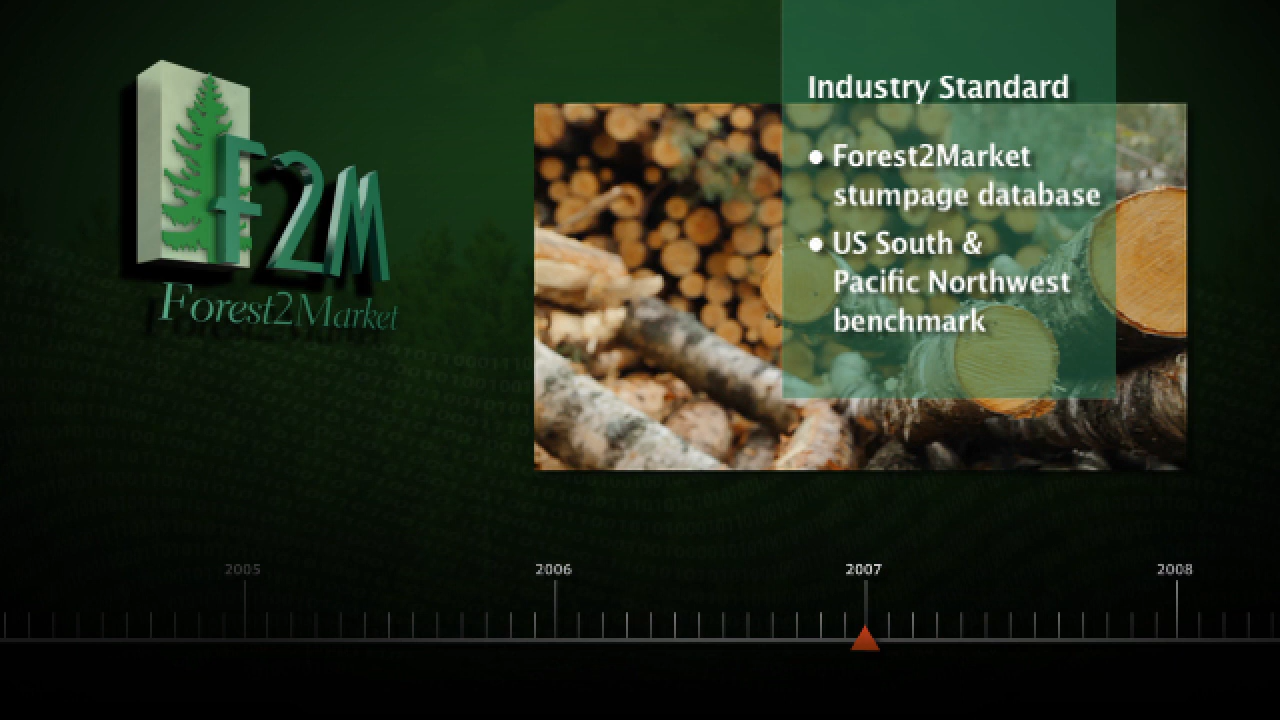 F2M
Forest2Market
Industry Standard
• Forest2Market
stumpage database
• US South &
Pacific Northwest
benchmark
2005
2006
2007
2008